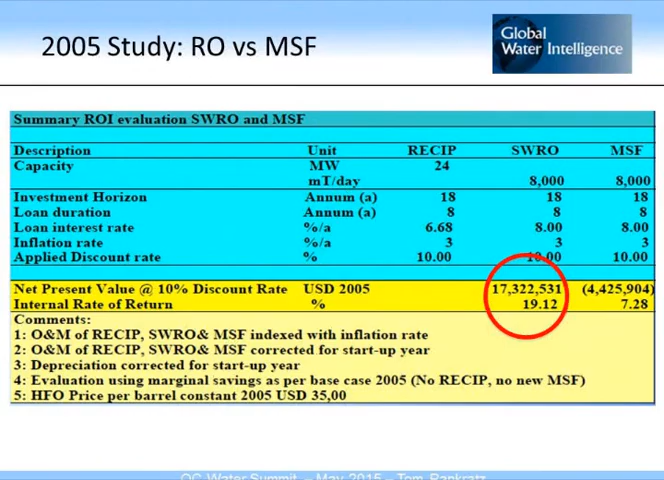 2005 Study: RO vs MSF
Global
Water Intelligence
Summary ROI evaluation SWRO and MSF
Description Unit RECIP SWRO MSF
Capacity MW 24
mT/day 8,000 8,000
Investment Horizon Annum (a) 18 18 18
Loan duration Annum (a) 8 8 8
Loan interest rate %/a 6.68 8.00 8.00
Inflation rate %/a 3 3 3
Applied Discount rate % 10.00 10.00 10.00
Net Present Value @ 10% Discount Rate USD 2005 17,322,531 (4,425,904)
Internal Rate of Return % 19.12 7.28
Comments:
1: O&M of RECIP, SWRO& MSF indexed with inflation rate
2: O&M of RECIP, SWRO& MSF corrected for start-up year
3: Depreciation corrected for start-up year
4: Evaluation using marginal savings as per base case 2005 (No RECIP, no new MSF)
5: HFO Price per barrel constant 2005 USD 35,00
OC Water Summit – May 2015 – Tom Pankratz